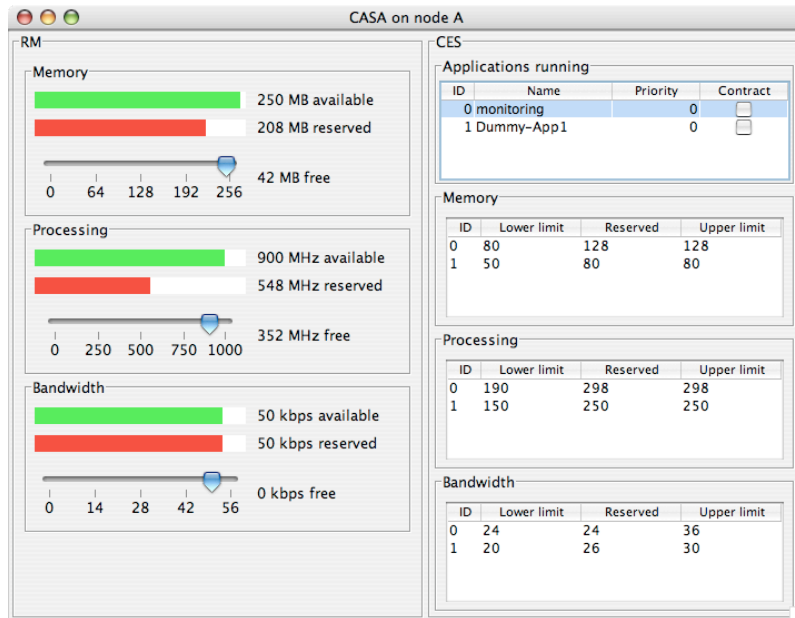 CASA on node A
RM
Memory
250 MB available
208 MB reserved
42 MB free
0 64 128 192 256
Processing
900 MHz available
548 MHz reserved
352 MHz free
0 250 500 750 1000
Bandwidth
50 kbps available
50 kbps reserved
0 kbps free
0 14 28 42 56
CES
Applications running
ID Name Priority Contract
0 monitoring 0
1 Dummy-App1 0
Memory
ID Lower limit Reserved Upper limit
0 80 128 128
1 50 80 80
Processing
ID Lower limit Reserved Upper limit
0 190 298 298
1 150 250 250
Bandwidth
ID Lower limit Reserved Upper limit
0 24 24 36
1 20 26 30